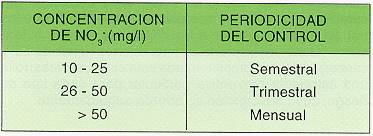 CONCENTRACION DE NO₃⁻ (mg/l) PERIODICIDAD DEL CONTROL
10 - 25 Semestral
26 - 50 Trimestral
> 50 Mensual